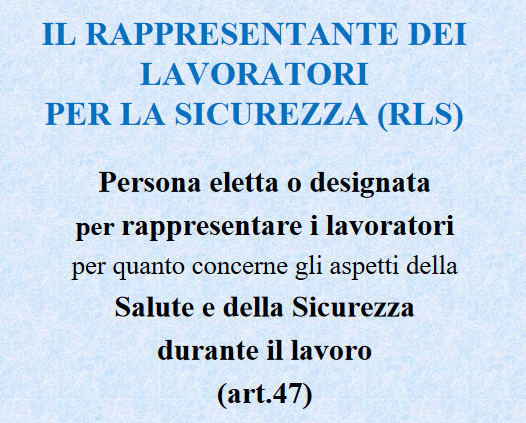 IL RAPPRESENTANTE DEI
LAVORATORI
PER LA SICUREZZA (RLS)
Persona eletta o designata
per rappresentare i lavoratori
per quanto concerne gli aspetti della
Salute e della Sicurezza
durante il lavoro
(art.47)